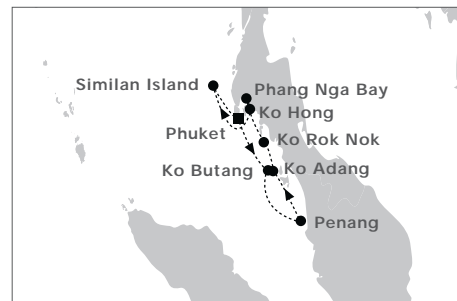 Similan Island
Phang Nga Bay
Ko Hong
Phuket
Ko Rok Nok
Ko Butang
Ko Adang
Penang